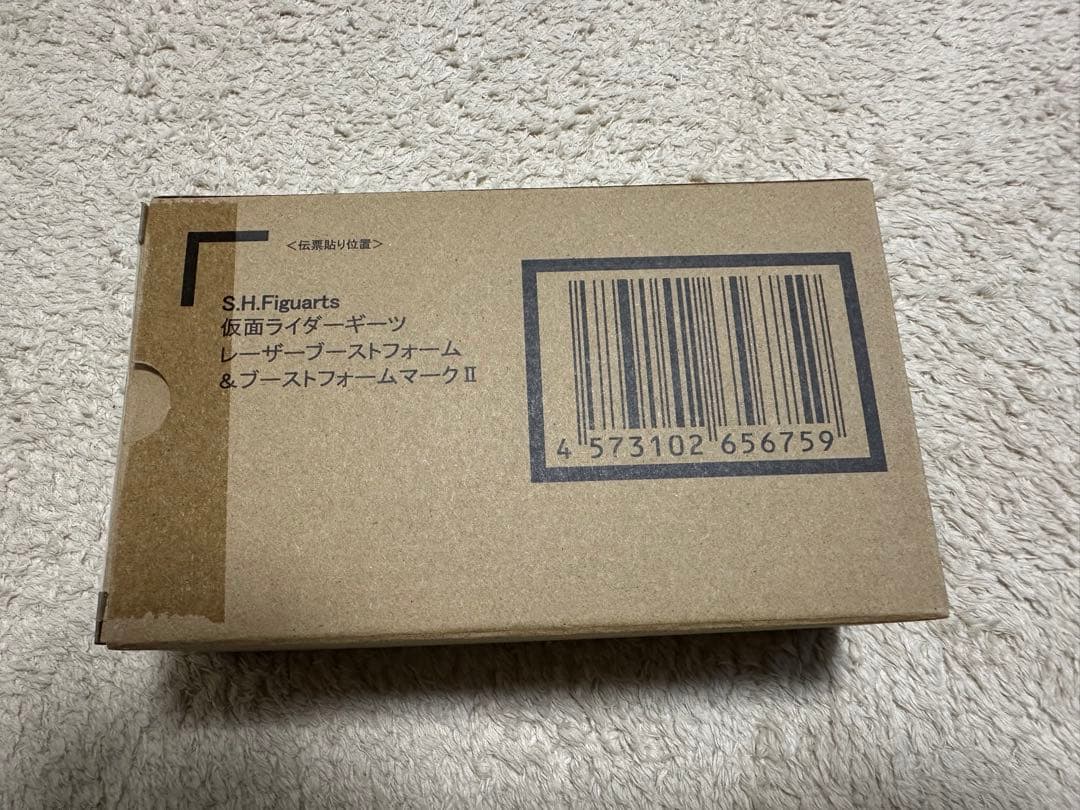 <伝票貼り位置>
S.H.Figuarts
仮面ライダーギーツ
レーザーブーストフォーム
&ブーストフォームマークⅡ
4 573102 656759